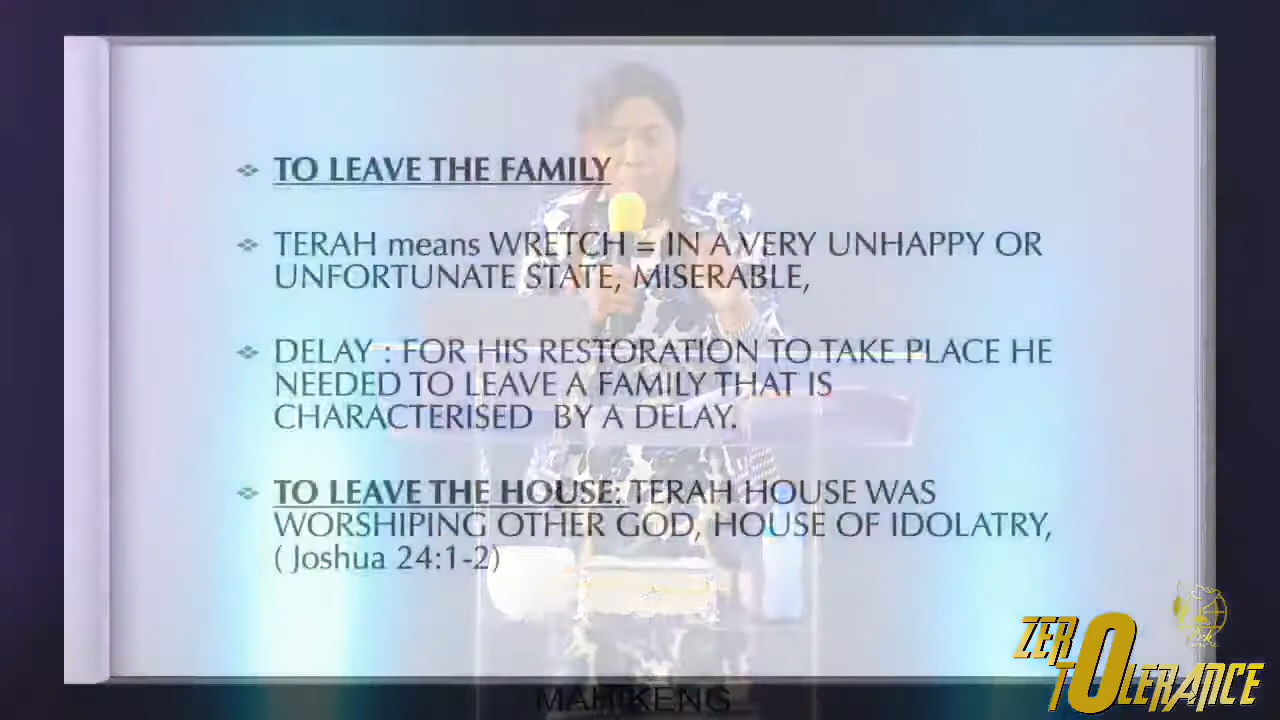 TO LEAVE THE FAMILY
TERAH means WRETCH = IN A VERY UNHAPPY OR
UNFORTUNATE STATE, MISERABLE,
DELAY : FOR HIS RESTORATION TO TAKE PLACE HE
NEEDED TO LEAVE A FAMILY THAT IS
CHARACTERISED BY A DELAY.
TO LEAVE THE HOUSE: TERAH HOUSE WAS
WORSHIPING OTHER GOD, HOUSE OF IDOLATRY,
( Joshua 24:1-2)
ZERO
TOLERANCE
MAHIKENG